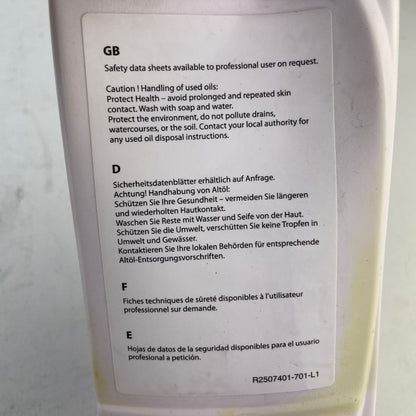 GB
Safety data sheets available to professional user on request.
Caution ! Handling of used oils:
Protect Health – avoid prolonged and repeated skin
contact. Wash with soap and water.
Protect the environment, do not pollute drains,
watercourses, or the soil. Contact your local authority for
any used oil disposal instructions.
D
Sicherheitsdatenblätter erhältlich auf Anfrage.
Achtung! Handhabung von Altöl:
Schützen Sie Ihre Gesundheit – vermeiden Sie längeren
und wiederholten Hautkontakt.
Waschen Sie Reste mit Wasser und Seife von der Haut.
Schützen Sie die Umwelt, verschütten Sie keine Tropfen in
Umwelt und Gewässer.
Kontaktieren Sie Ihre lokalen Behörden für entsprechende
Altöl-Entsorgungsvorschriften.
F
Fiches techniques de sûreté disponibles à l'utilisateur
professionnel sur demande.
E
Hojas de datos de la seguridad disponibles para el usuario
profesional a petición.
R2507401-701-L1